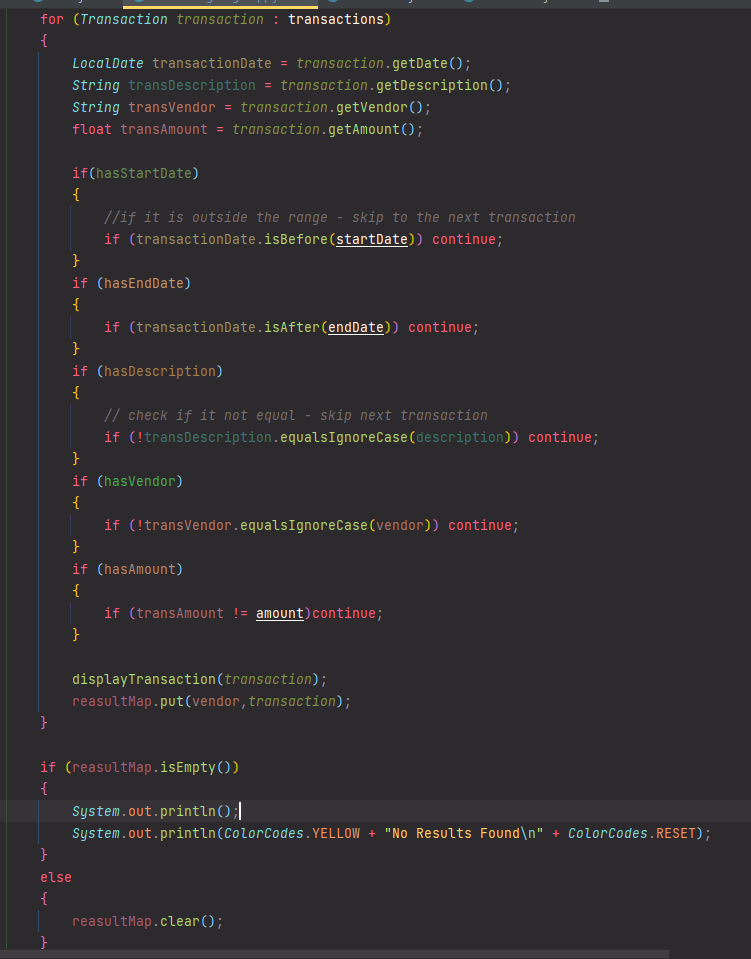 for (Transaction transaction : transactions)
{
LocalDate transactionDate = transaction.getDate();
String transDescription = transaction.getDescription();
String transVendor = transaction.getVendor();
float transAmount = transaction.getAmount();
if(hasStartDate)
{
//if it is outside the range - skip to the next transaction
if (transactionDate.isBefore(startDate)) continue;
}
if (hasEndDate)
{
if (transactionDate.isAfter(endDate)) continue;
}
if (hasDescription)
{
// check if it not equal - skip next transaction
if (!transDescription.equalsIgnoreCase(description)) continue;
}
if (hasVendor)
{
if (!transVendor.equalsIgnoreCase(vendor)) continue;
}
if (hasAmount)
{
if (transAmount != amount)continue;
}
displayTransaction(transaction);
reasultMap.put(vendor,transaction);
}
if (reasultMap.isEmpty())
{
System.out.println();
System.out.println(ColorCodes.YELLOW + "No Results Found\n" + ColorCodes.RESET);
}
else
{
reasultMap.clear();
}